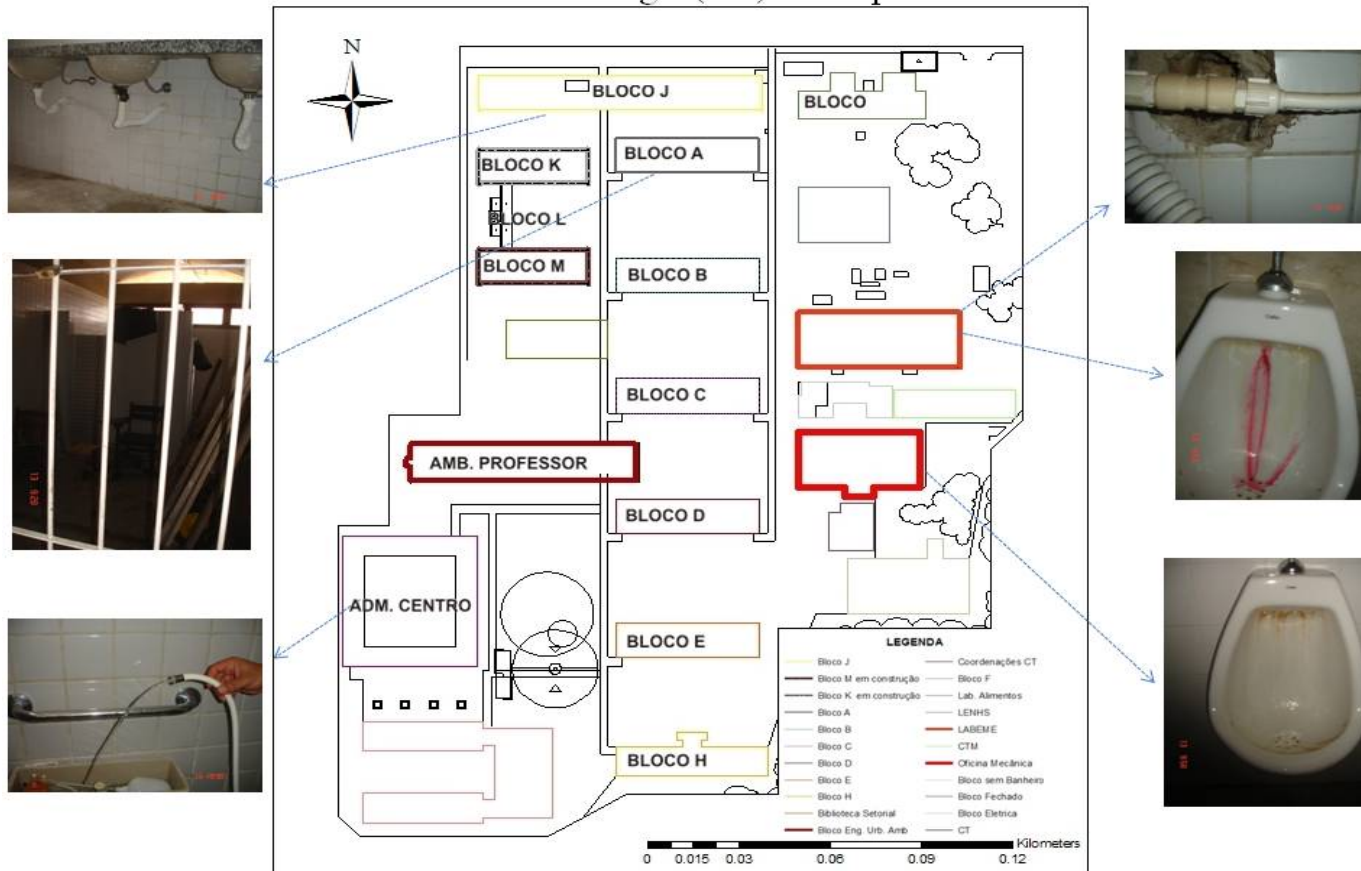 N
BLOCO J
BLOCO
BLOCO A
BLOCO K
BLOCO L
BLOCO M
BLOCO B
BLOCO C
AMB. PROFESSOR
BLOCO D
ADM. CENTRO
BLOCO E
BLOCO H
LEGENDA
Bloco J
Bloco M em construção
Bloco K em construção
Bloco A
Bloco B
Bloco C
Bloco D
Bloco E
Bloco H
Biblioteca Setorial
Bloco Eng. Urb. Amb
Coordenações CT
Bloco F
Lab. Alimentos
LENHS
LABEME
CTM
Oficina Mecânica
Bloco sem Banheiro
Bloco Fechado
Bloco Eletrica
CT
Kilometers
0 0.015 0.03 0.06 0.09 0.12